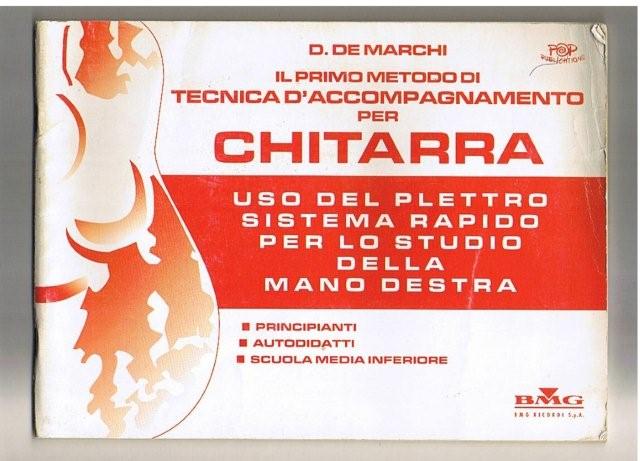 D. DE MARCHI
POP
PUBLICATIONS
IL PRIMO METODO DI
TECNICA D'ACCOMPAGNAMENTO
PER
CHITARRA
USO DEL PLETTRO
SISTEMA RAPIDO
PER LO STUDIO
DELLA
MANO DESTRA
PRINCIPIANTI
AUTODIDATTI
SCUOLA MEDIA INFERIORE
BMG
BMG RICORDI S.p.A.